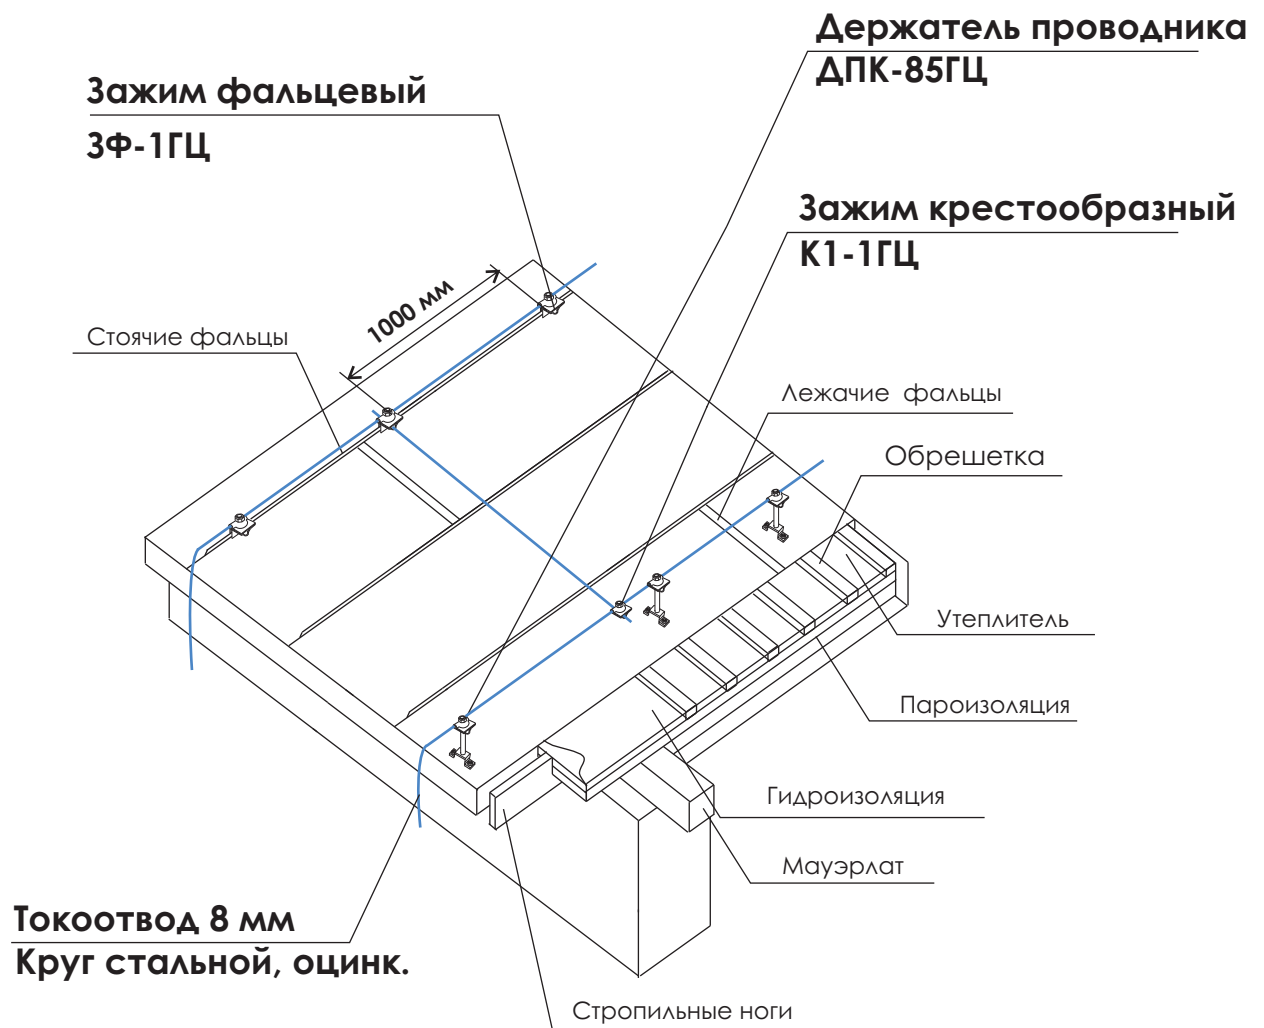 Держатель проводника
ДПК-85ГЦ
Зажим фальцевый
ЗФ-1ГЦ
Зажим крестообразный
К1-1ГЦ
1000 мм
Стоячие фальцы
Лежачие фальцы
Обрешетка
Утеплитель
Пароизоляция
Гидроизоляция
Мауэрлат
Токоотвод 8 мм
Круг стальной, оцинк.
Стропильные ноги